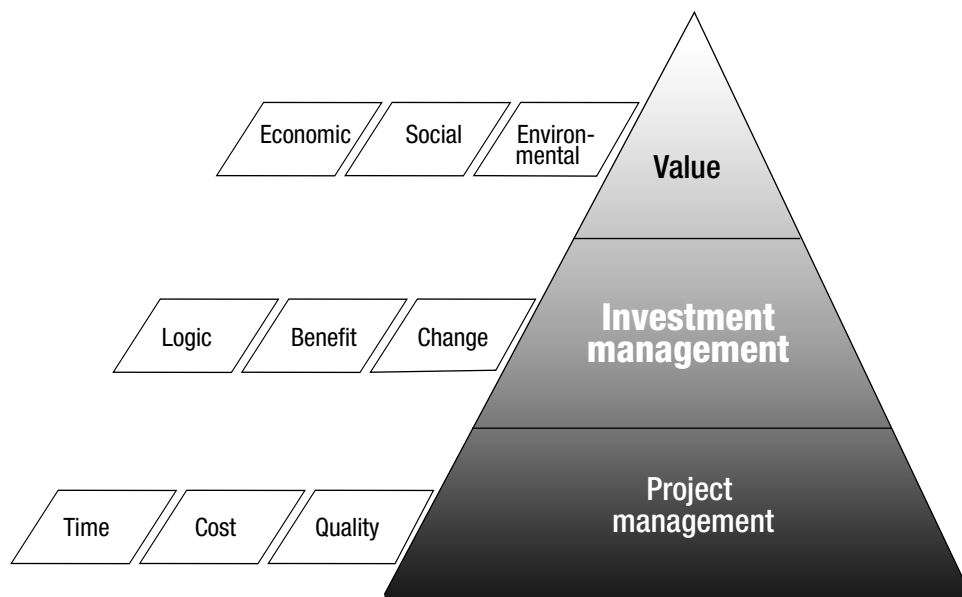 Economic
Social
Environ-
mental
Value
Logic
Benefit
Change
Investment
management
Time
Cost
Quality
Project
management